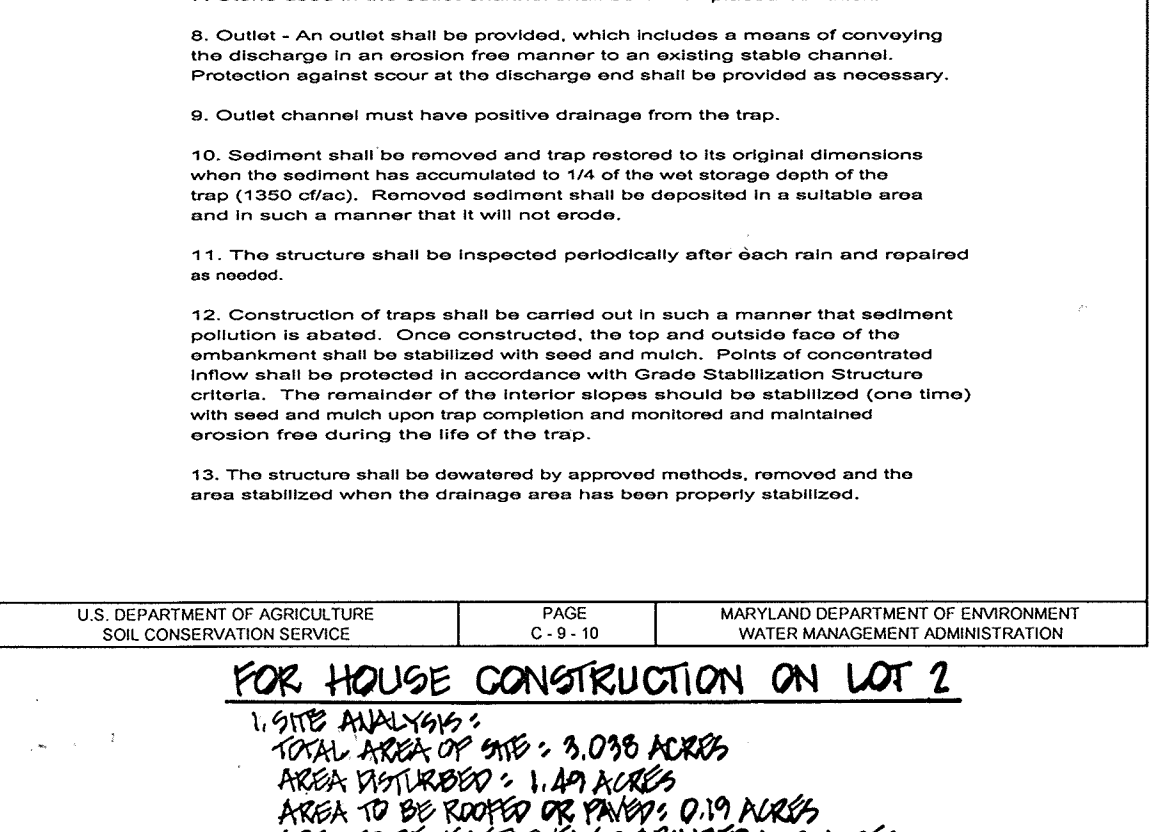 8. Outlet - An outlet shall be provided, which includes a means of conveying
the discharge in an erosion free manner to an existing stable channel.
Protection against scour at the discharge end shall be provided as necessary.
9. Outlet channel must have positive drainage from the trap.
10. Sediment shall be removed and trap restored to its original dimensions
when the sediment has accumulated to 1/4 of the wet storage depth of the
trap (1350 cf/ac). Removed sediment shall be deposited in a suitable area
and in such a manner that it will not erode.
11. The structure shall be inspected periodically after each rain and repaired
as needed.
12. Construction of traps shall be carried out in such a manner that sediment
pollution is abated. Once constructed, the top and outside face of the
embankment shall be stabilized with seed and mulch. Points of concentrated
inflow shall be protected in accordance with Grade Stabilization Structure
criteria. The remainder of the interior slopes should be stabilized (one time)
with seed and mulch upon trap completion and monitored and maintained
erosion free during the life of the trap.
13. The structure shall be dewatered by approved methods, removed and the
area stabilized when the drainage area has been properly stabilized.
U.S. DEPARTMENT OF AGRICULTURE
SOIL CONSERVATION SERVICE
PAGE
C - 9 - 10
MARYLAND DEPARTMENT OF ENVIRONMENT
WATER MANAGEMENT ADMINISTRATION
FOR HOUSE CONSTRUCTION ON LOT 2
1. SITE ANALYSIS:
TOTAL AREA OF SITE: 3.038 ACRES
AREA DISTURBED: 1.49 ACRES
AREA TO BE ROOFED OR PAVED: 0.19 ACRES